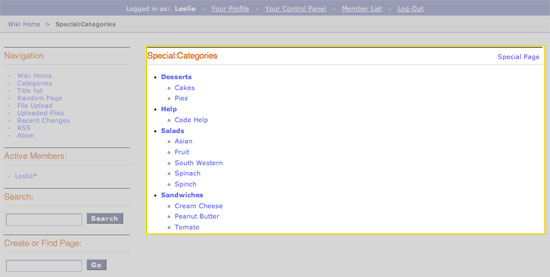 Logged in as: Leslie - Your Profile - Your Control Panel - Member List - Log-Out
Wiki Home > Special:Categories
Navigation
- Wiki Home
- Categories
- Title list
- Random Page
- File Upload
- Uploaded Files
- Recent Changes
- RSS
- Atom
Active Members:
- Leslie*
Search:
Search
Create or Find Page:
Go
Special:Categories
Special Page
Desserts
Cakes
Pies
Help
Code Help
Salads
Asian
Fruit
South Western
Spinach
Spinch
Sandwiches
Cream Cheese
Peanut Butter
Tomato